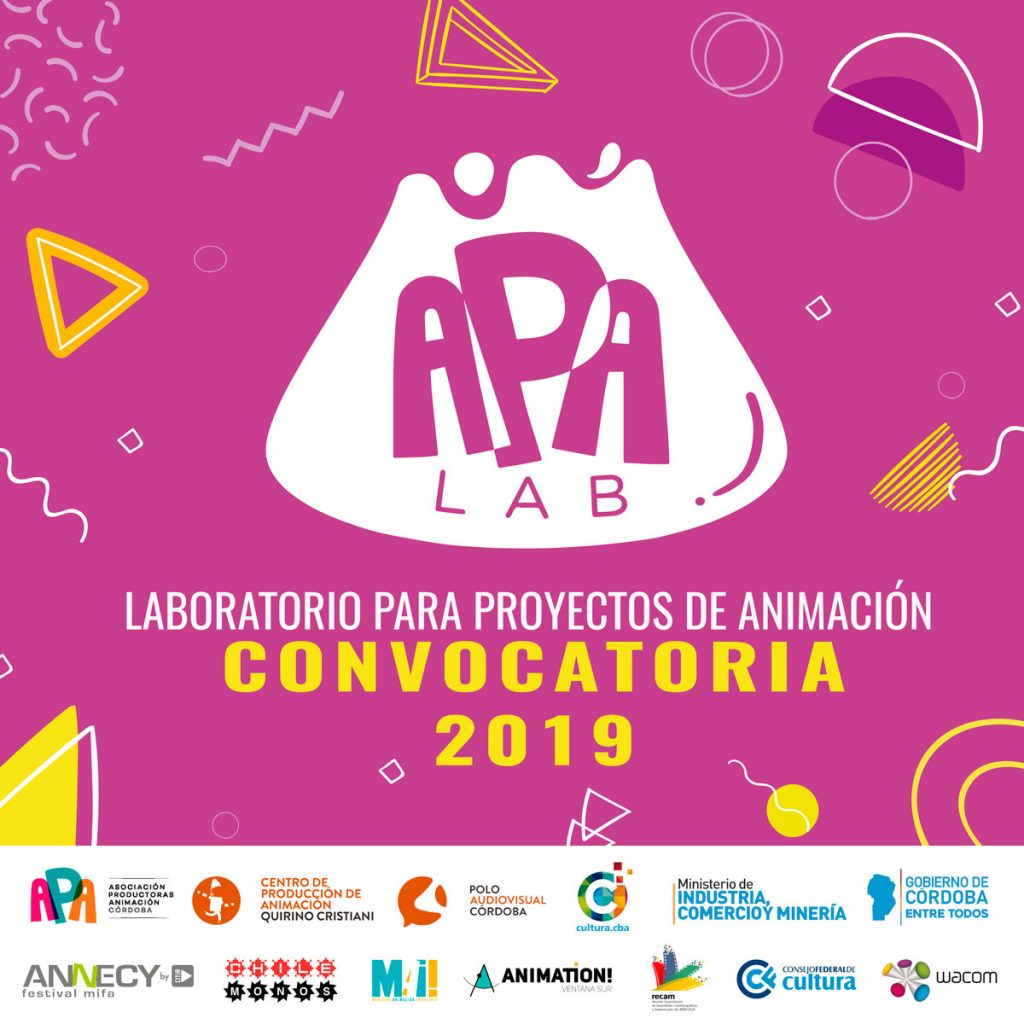 APA
LAB
LABORATORIO PARA PROYECTOS DE ANIMACIÓN
CONVOCATORIA
2019
APA
ASOCIACIÓN
PRODUCTORAS
ANIMACIÓN
CÓRDOBA
CENTRO DE
PRODUCCIÓN DE
ANIMACIÓN
QUIRINO CRISTIANI
POLO
AUDIOVISUAL
CÓRDOBA
cultura.cba
Ministerio de
INDUSTRIA,
COMERCIO Y MINERÍA
GOBIERNO DE
CÓRDOBA
ENTRE TODOS
ANNECY by
festival mifa
CHILE
MONOS
MAI!
ANIMATION!
VENTANA SUR
recam
CONSEJO FEDERAL DE
cultura
wacom